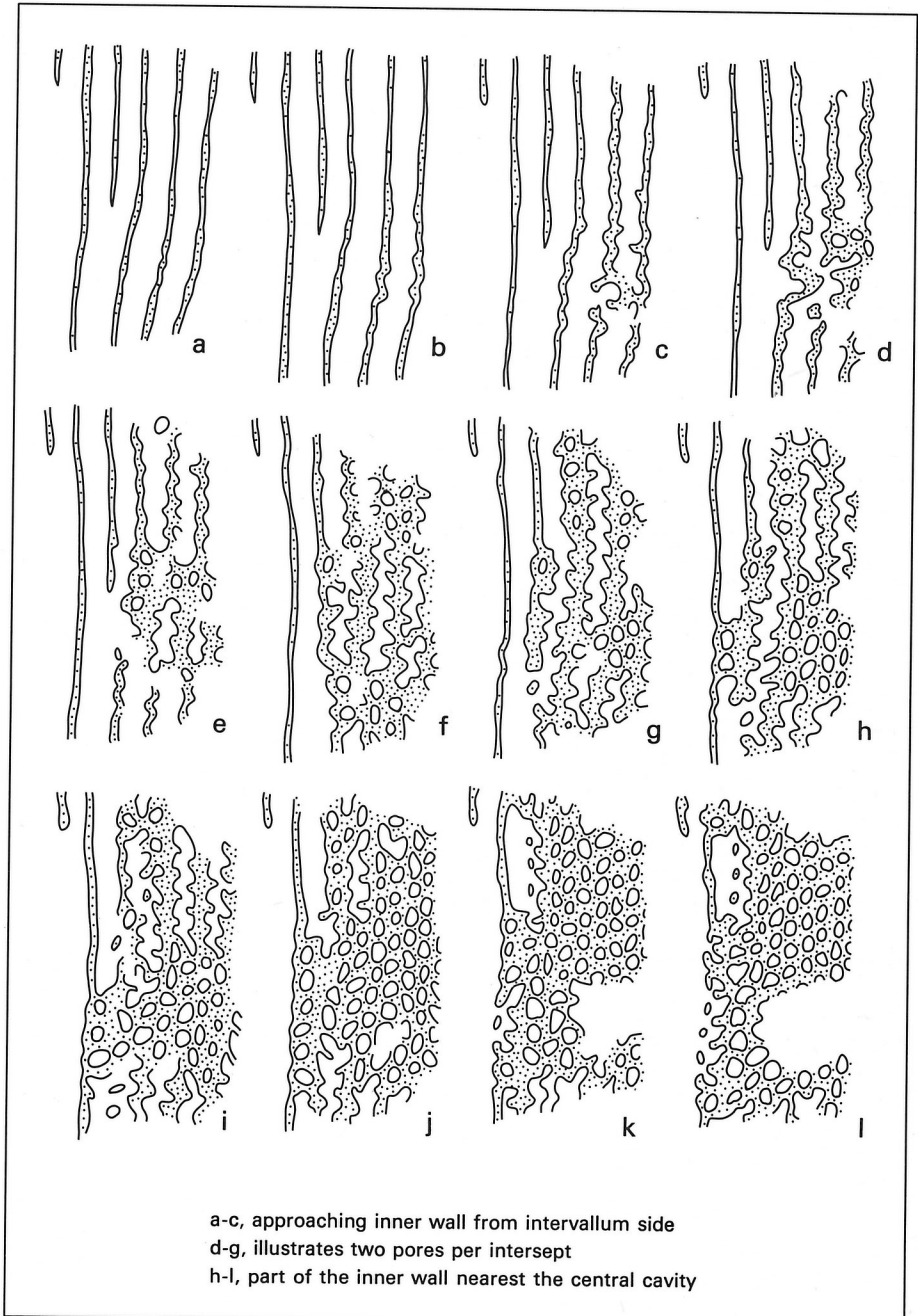 a
b
c
d
e
f
g
h
i
j
k
l
a-c, approaching inner wall from intervallum side
d-g, illustrates two pores per intersept
h-l, part of the inner wall nearest the central cavity